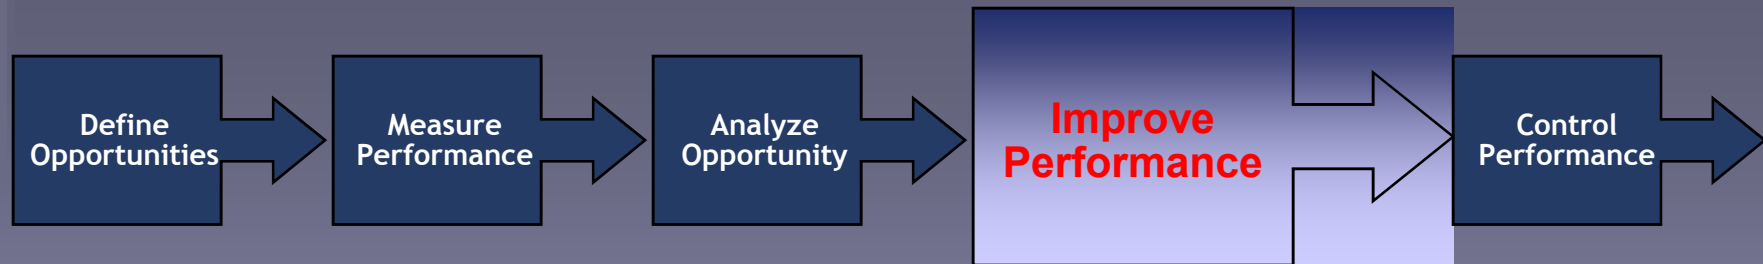 Define
Opportunities
Measure
Performance
Analyze
Opportunity
Improve
Performance
Control
Performance